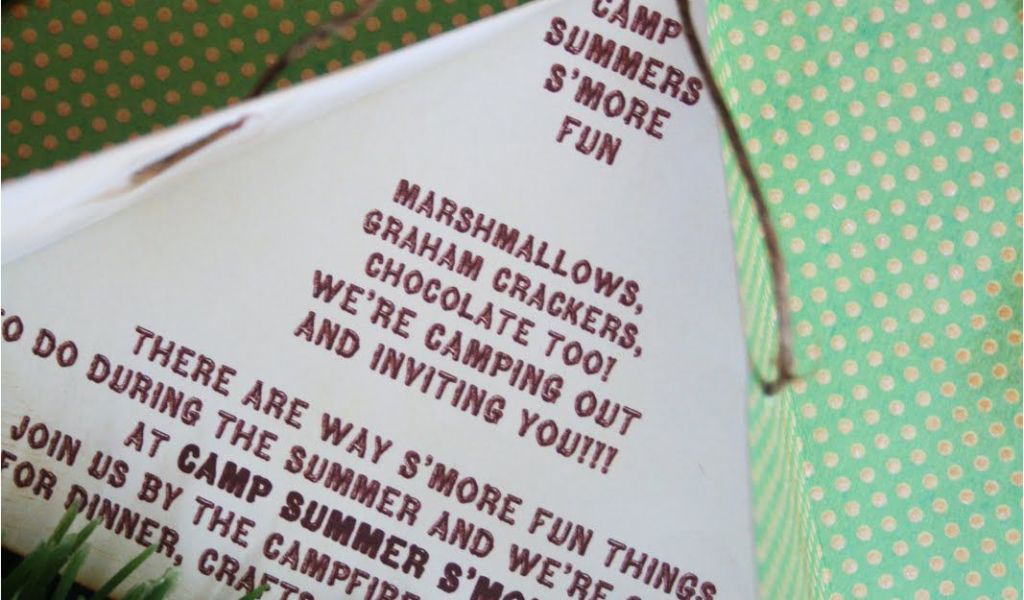 CAMP
SUMMERS
S'MORE
FUN
MARSHMALLOWS,
GRAHAM CRACKERS,
CHOCOLATE TOO!
WE'RE CAMPING OUT
AND INVITING YOU!!!
THERE ARE WAY S'MORE FUN THINGS
DO DURING THE SUMMER AND WE'RE
AT CAMP SUMMER
JOIN US BY THE CAMPFIRE
FOR DINNER, CRAFTS